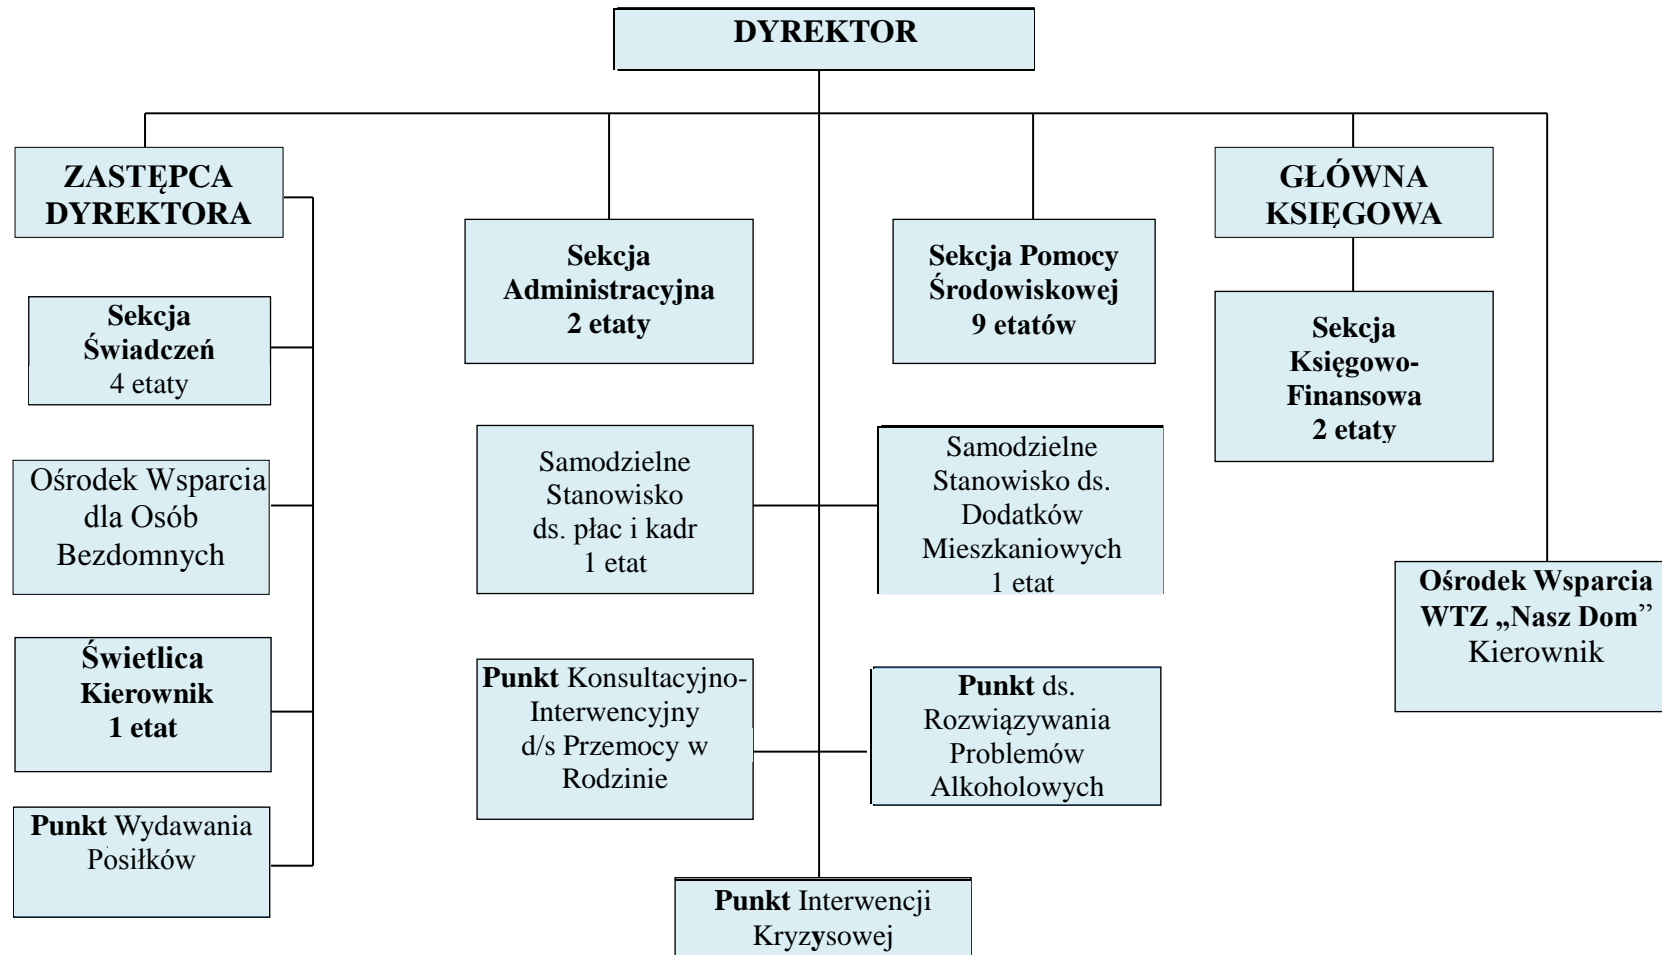 DYREKTOR
ZASTĘPCA
DYREKTORA
GŁÓWNA
KSIĘGOWA
Sekcja
Administracyjna
2 etaty
Sekcja Pomocy
Środowiskowej
9 etatów
Sekcja
Świadczeń
4 etaty
Sekcja
Księgowo-
Finansowa
2 etaty
Ośrodek Wsparcia
dla Osób
Bezdomnych
Samodzielne
Stanowisko
ds. płac i kadr
1 etat
Samodzielne
Stanowisko ds.
Dodatków
Mieszkaniowych
1 etat
Ośrodek Wsparcia
WTZ „Nasz Dom”
Kierownik
Świetlica
Kierownik
1 etat
Punkt Konsultacyjno-
Interwencyjny
d/s Przemocy w
Rodzinie
Punkt ds.
Rozwiązywania
Problemów
Alkoholowych
Punkt Wydawania
Posiłków
Punkt Interwencji
Kryzysowej